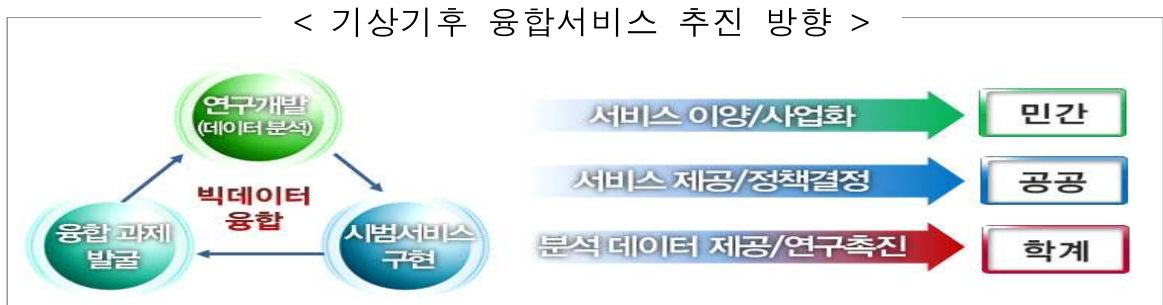 < 기상기후 융합서비스 추진 방향 >
연구개발
(데이터 분석)
빅데이터
융합
융합 과제
발굴
시범서비스
구현
서비스 이양/사업화
민간
서비스 제공/정책결정
공공
분석 데이터 제공/연구촉진
학계